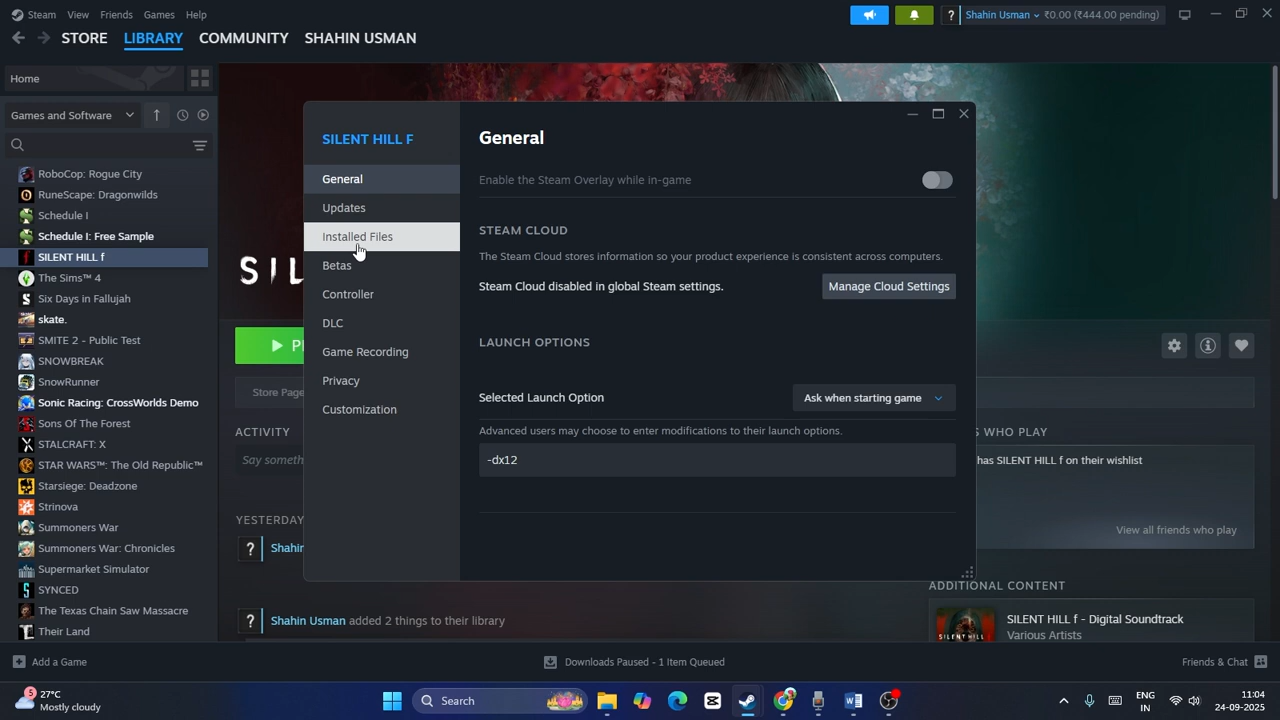 Steam View Friends Games Help
? Shahin Usman ₹0.00 (₹444.00 pending)
STORE LIBRARY COMMUNITY SHAHIN USMAN
Home
Games and Software
RoboCop: Rogue City
RuneScape: Dragonwilds
Schedule I
Schedule I: Free Sample
SILENT HILL f
The Sims™ 4
Six Days in Fallujah
skate.
SMITE 2 - Public Test
SNOWBREAK
SnowRunner
Sonic Racing: CrossWorlds Demo
Sons Of The Forest
STALCRAFT: X
STAR WARS™: The Old Republic™
Starsiege: Deadzone
Strinova
Summoners War
Summoners War: Chronicles
Supermarket Simulator
SYNCED
The Texas Chain Saw Massacre
Their Land
SIL
Store Page
ACTIVITY
Say someth
YESTERDAY
? Shahin
? Shahin Usman added 2 things to their library
SILENT HILL F
General
Updates
Installed Files
Betas
Controller
DLC
Game Recording
Privacy
Customization
General
Enable the Steam Overlay while in-game
STEAM CLOUD
The Steam Cloud stores information so your product experience is consistent across computers.
Steam Cloud disabled in global Steam settings. Manage Cloud Settings
LAUNCH OPTIONS
Selected Launch Option Ask when starting game
Advanced users may choose to enter modifications to their launch options.
-dx12
S WHO PLAY
has SILENT HILL f on their wishlist
View all friends who play
ADDITIONAL CONTENT
SILENT HILL f - Digital Soundtrack
Various Artists
Add a Game
Downloads Paused - 1 Item Queued
Friends & Chat
5
27°C
Mostly cloudy
Search
ENG
IN
11:04
24-09-2025